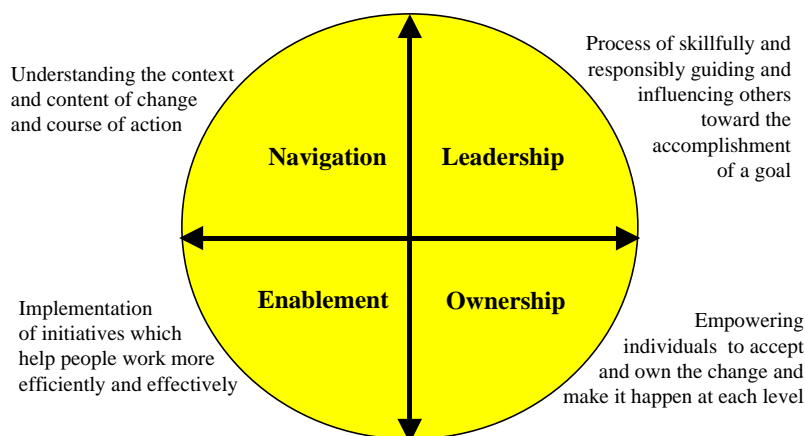 Understanding the context
and content of change
and course of action
Process of skillfully and
responsibly guiding and
influencing others
toward the
accomplishment
of a goal
Navigation
Leadership
Enablement
Ownership
Implementation
of initiatives which
help people work more
efficiently and effectively
Empowering
individuals to accept
and own the change and
make it happen at each level